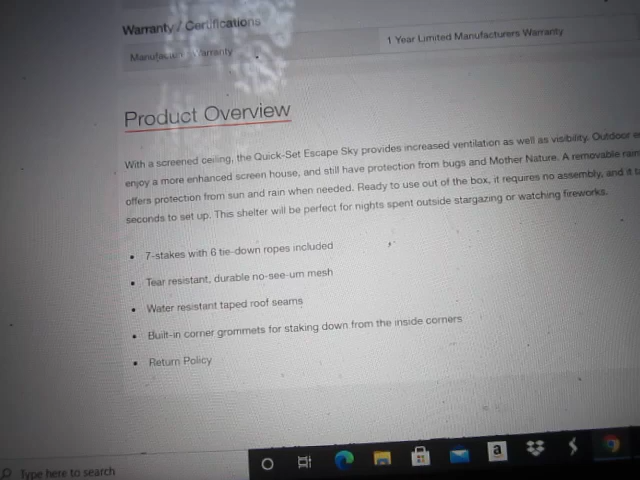 Warranty / Certifications
Manufacturer Warranty
1 Year Limited Manufacturers Warranty
Product Overview
With a screened ceiling, the Quick-Set Escape Sky provides increased ventilation as well as visibility. Outdoor
enjoy a more enhanced screen house, and still have protection from bugs and Mother Nature. A removable
offers protection from sun and rain when needed. Ready to use out of the box, it requires no assembly, and it
seconds to set up. This shelter will be perfect for nights spent outside stargazing or watching fireworks.
• 7-stakes with 6 tie-down ropes included
• Tear resistant, durable no-see-um mesh
• Water resistant taped roof seams
• Built-in corner grommets for staking down from the inside corners
• Return Policy
Type here to search
a